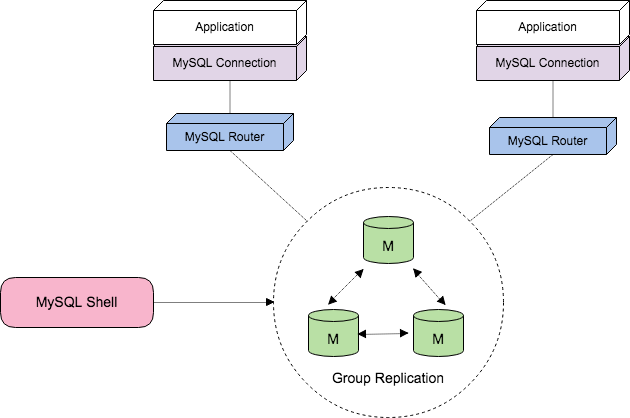 Application
Application
MySQL Connection
MySQL Connection
MySQL Router
MySQL Router
M
MySQL Shell
M
M
Group Replication